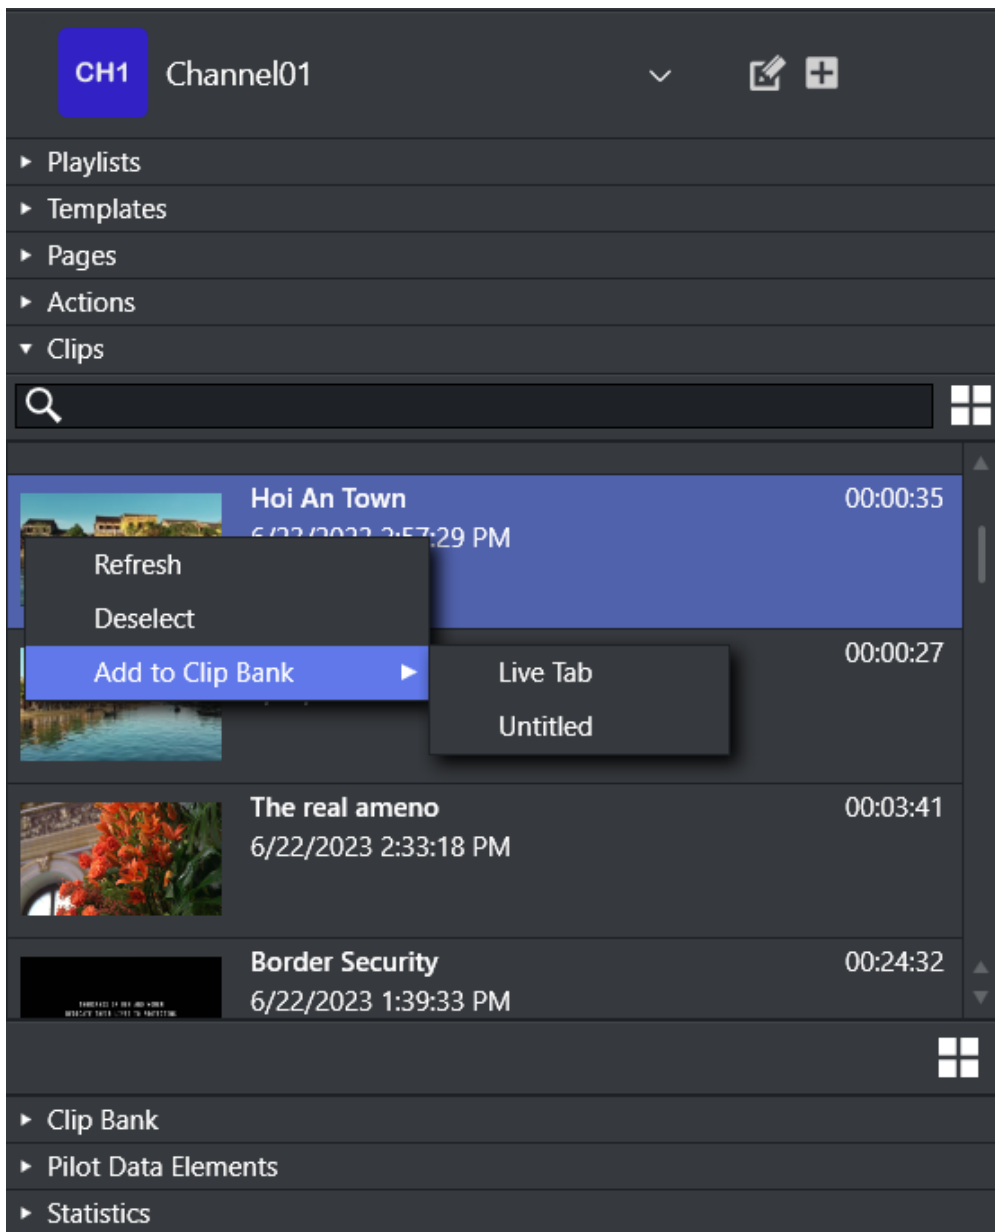 CH1 Channel01
Playlists
Templates
Pages
Actions
Clips
Hoi An Town 00:00:35
6/22/2023 2:57:29 PM
Refresh
Deselect
00:00:27
Add to Clip Bank Live Tab
Untitled
The real ameno 00:03:41
6/22/2023 2:33:18 PM
Border Security 00:24:32
6/22/2023 1:39:33 PM
Clip Bank
Pilot Data Elements
Statistics